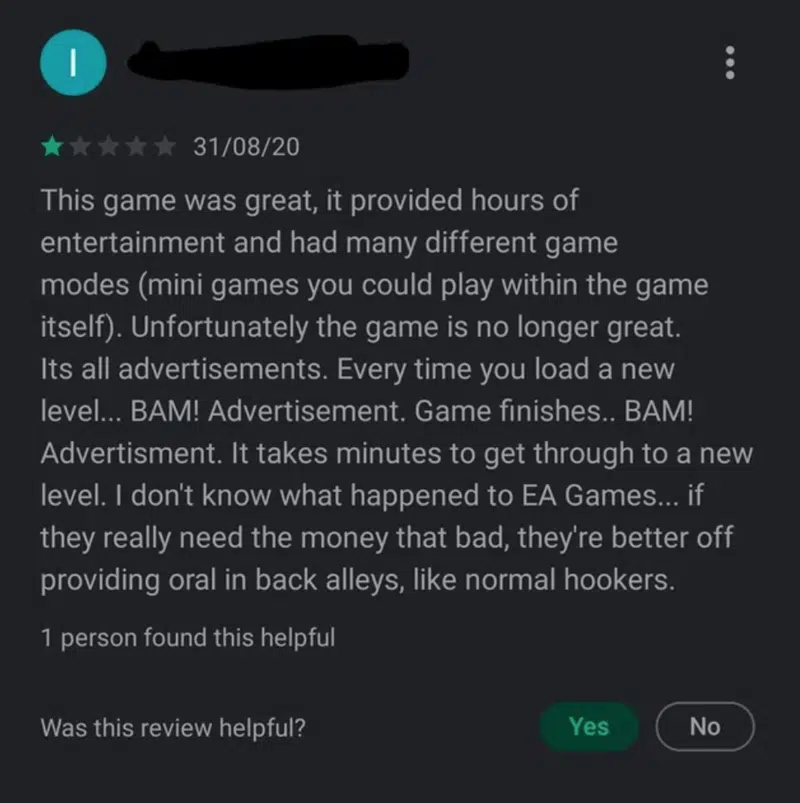 I
31/08/20
This game was great, it provided hours of
entertainment and had many different game
modes (mini games you could play within the game
itself). Unfortunately the game is no longer great.
Its all advertisements. Every time you load a new
level... BAM! Advertisement. Game finishes.. BAM!
Advertisment. It takes minutes to get through to a new
level. I don't know what happened to EA Games... if
they really need the money that bad, they're better off
providing oral in back alleys, like normal hookers.
1 person found this helpful
Was this review helpful? Yes No